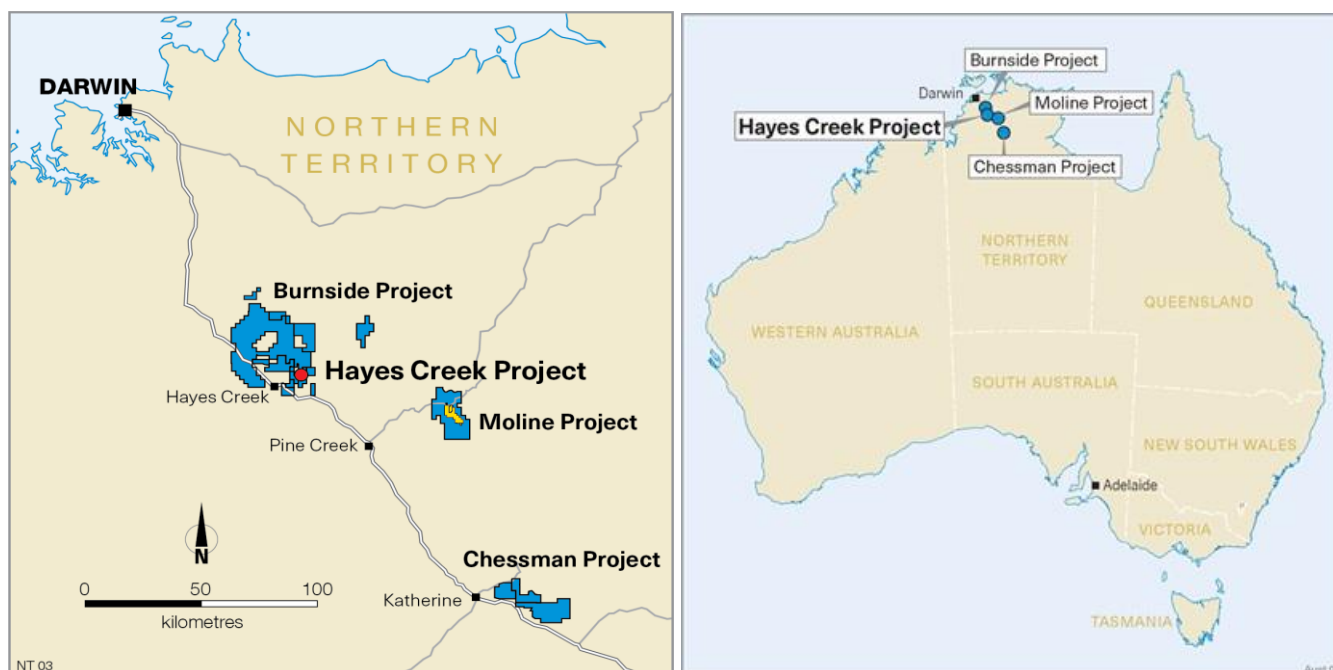 DARWIN
NORTHERN
TERRITORY
Burnside Project
Hayes Creek Project
Hayes Creek
Moline Project
Pine Creek
N
Chessman Project
0 50 100
kilometres
Katherine
NT 03
Burnside Project
Darwin
Moline Project
Hayes Creek Project
Chessman Project
NORTHERN
TERRITORY
QUEENSLAND
WESTERN AUSTRALIA
SOUTH AUSTRALIA
NEW SOUTH WALES
Adelaide
VICTORIA
TASMANIA